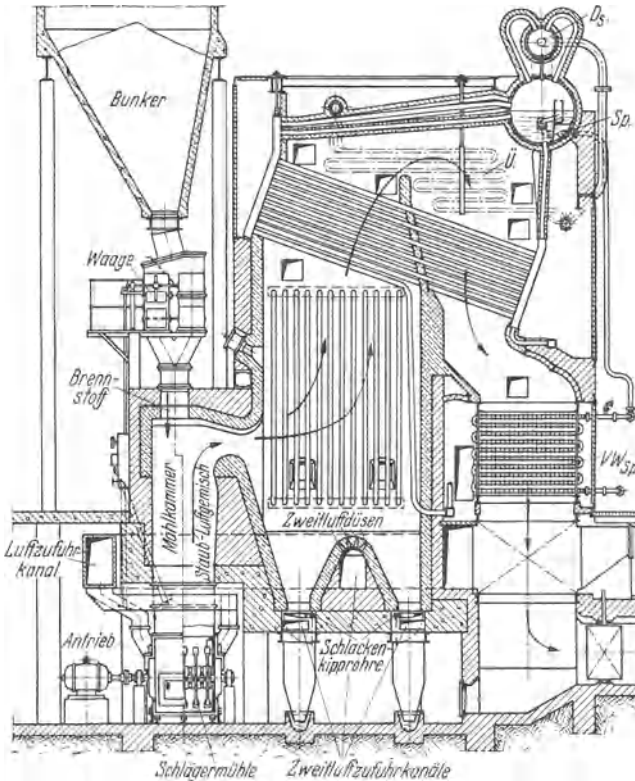 Ds
Bunker
Sp.
Ü.
Waage
Brenn-
stoff
Mahlkammer
Staub-Luftgemisch
VWSp.
Zweitluftdüsen
Luftzufuhr-
kanal
Antrieb
Schlacken-
kipprohre
Schlägermühle
Zweitluftzufuhrkanäle